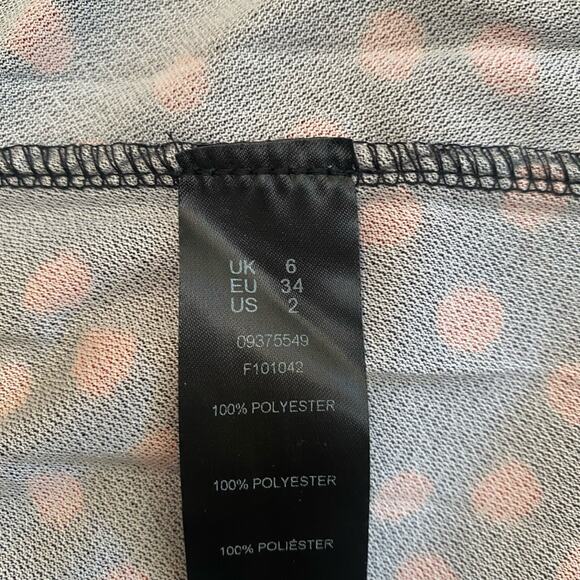 UK 6
EU 34
US 2
09375549
F101042
100% POLYESTER
100% POLYESTER
100% POLIÉSTER